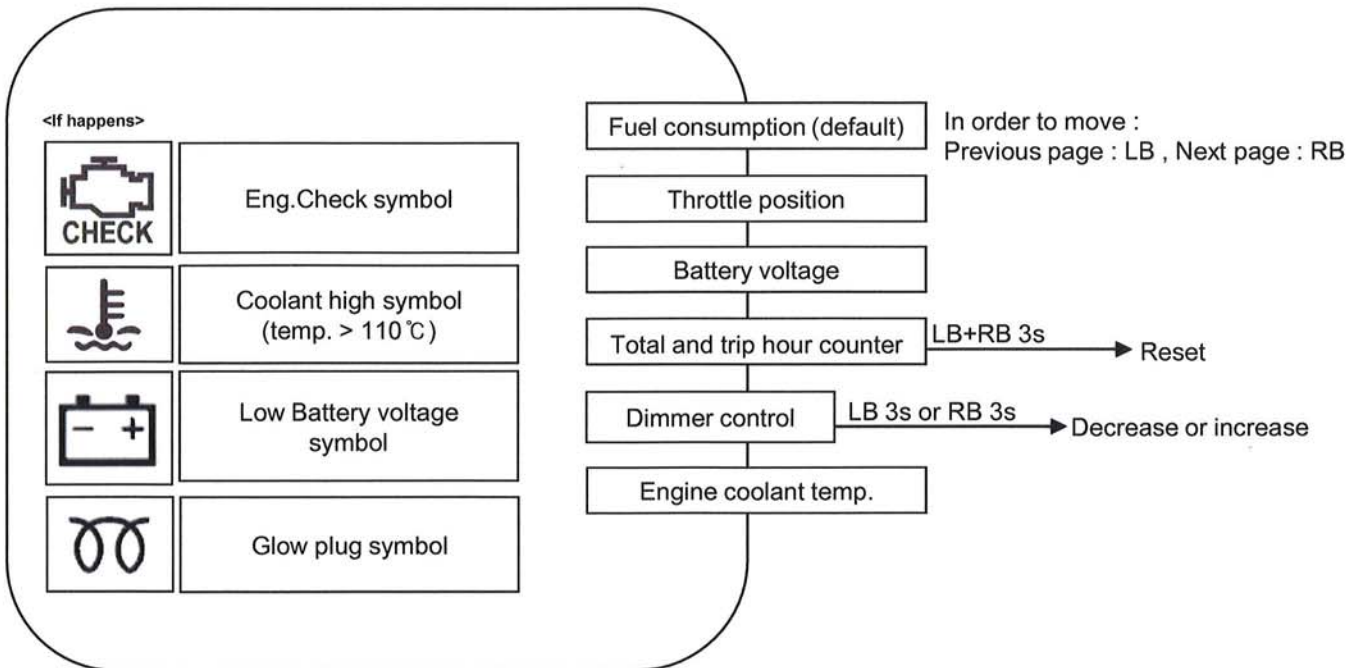 <If happens>
CHECK
Eng.Check symbol
Coolant high symbol
(temp. > 110℃)
- +
Low Battery voltage
symbol
Glow plug symbol
Fuel consumption (default)
In order to move :
Previous page : LB , Next page : RB
Throttle position
Battery voltage
Total and trip hour counter
LB+RB 3s
Reset
Dimmer control
LB 3s or RB 3s
Decrease or increase
Engine coolant temp.